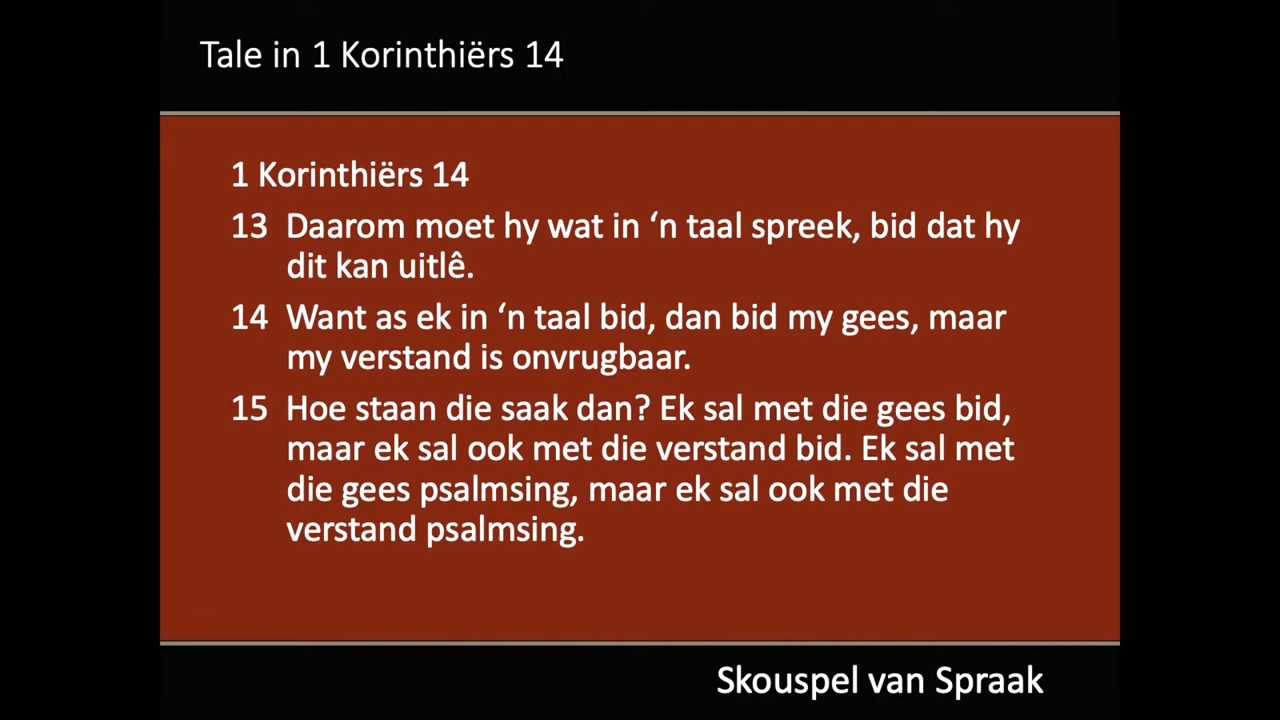 Tale in 1 Korinthiërs 14
1 Korinthiërs 14
13 Daarom moet hy wat in ‘n taal spreek, bid dat hy
dit kan uitlê.
14 Want as ek in ‘n taal bid, dan bid my gees, maar
my verstand is onvrugbaar.
15 Hoe staan die saak dan? Ek sal met die gees bid,
maar ek sal ook met die verstand bid. Ek sal met
die gees psalmsing, maar ek sal ook met die
verstand psalmsing.
Skouspel van Spraak